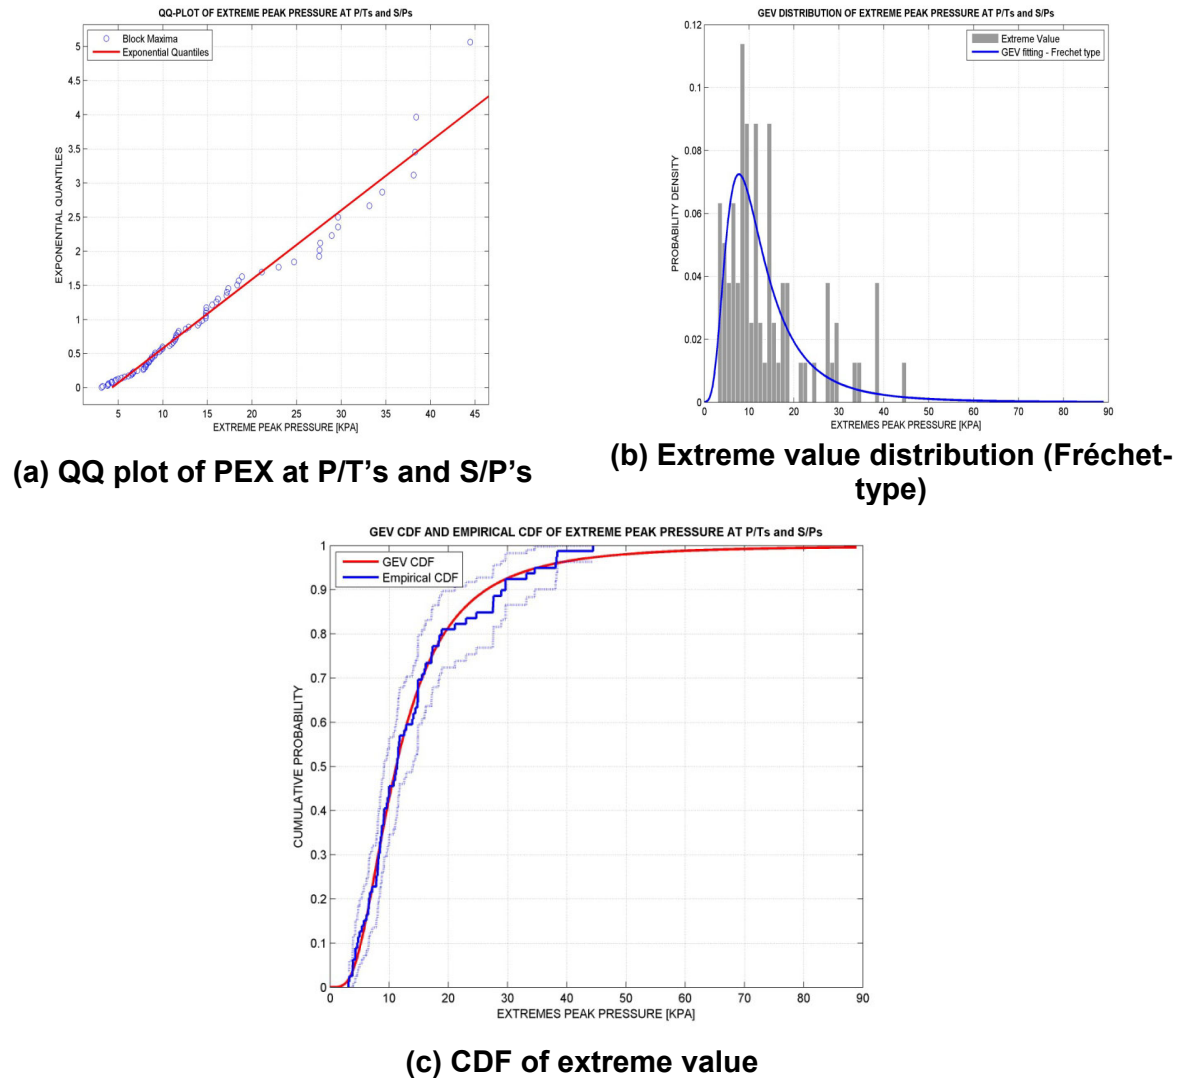 QQ-PLOT OF EXTREME PEAK PRESSURE AT P/Ts and S/Ps
Block Maxima
Exponential Quantiles
EXPONENTIAL QUANTILES
5
4.5
4
3.5
3
2.5
2
1.5
1
0.5
0
5 10 15 20 25 30 35 40 45
EXTREME PEAK PRESSURE [KPA]
(a) QQ plot of PEX at P/T's and S/P's
GEV DISTRIBUTION OF EXTREME PEAK PRESSURE AT P/Ts and S/Ps
Extreme Value
GEV fitting - Frechet type
PROBABILITY DENSITY
0.12
0.1
0.08
0.06
0.04
0.02
0
0 10 20 30 40 50 60 70 80 90
EXTREMES PEAK PRESSURE [KPA]
(b) Extreme value distribution (Fréchet-
type)
GEV CDF AND EMPIRICAL CDF OF EXTREME PEAK PRESSURE AT P/Ts and S/Ps
GEV CDF
Empirical CDF
CUMULATIVE PROBABILITY
1
0.9
0.8
0.7
0.6
0.5
0.4
0.3
0.2
0.1
0
0 10 20 30 40 50 60 70 80 90
EXTREMES PEAK PRESSURE [KPA]
(c) CDF of extreme value